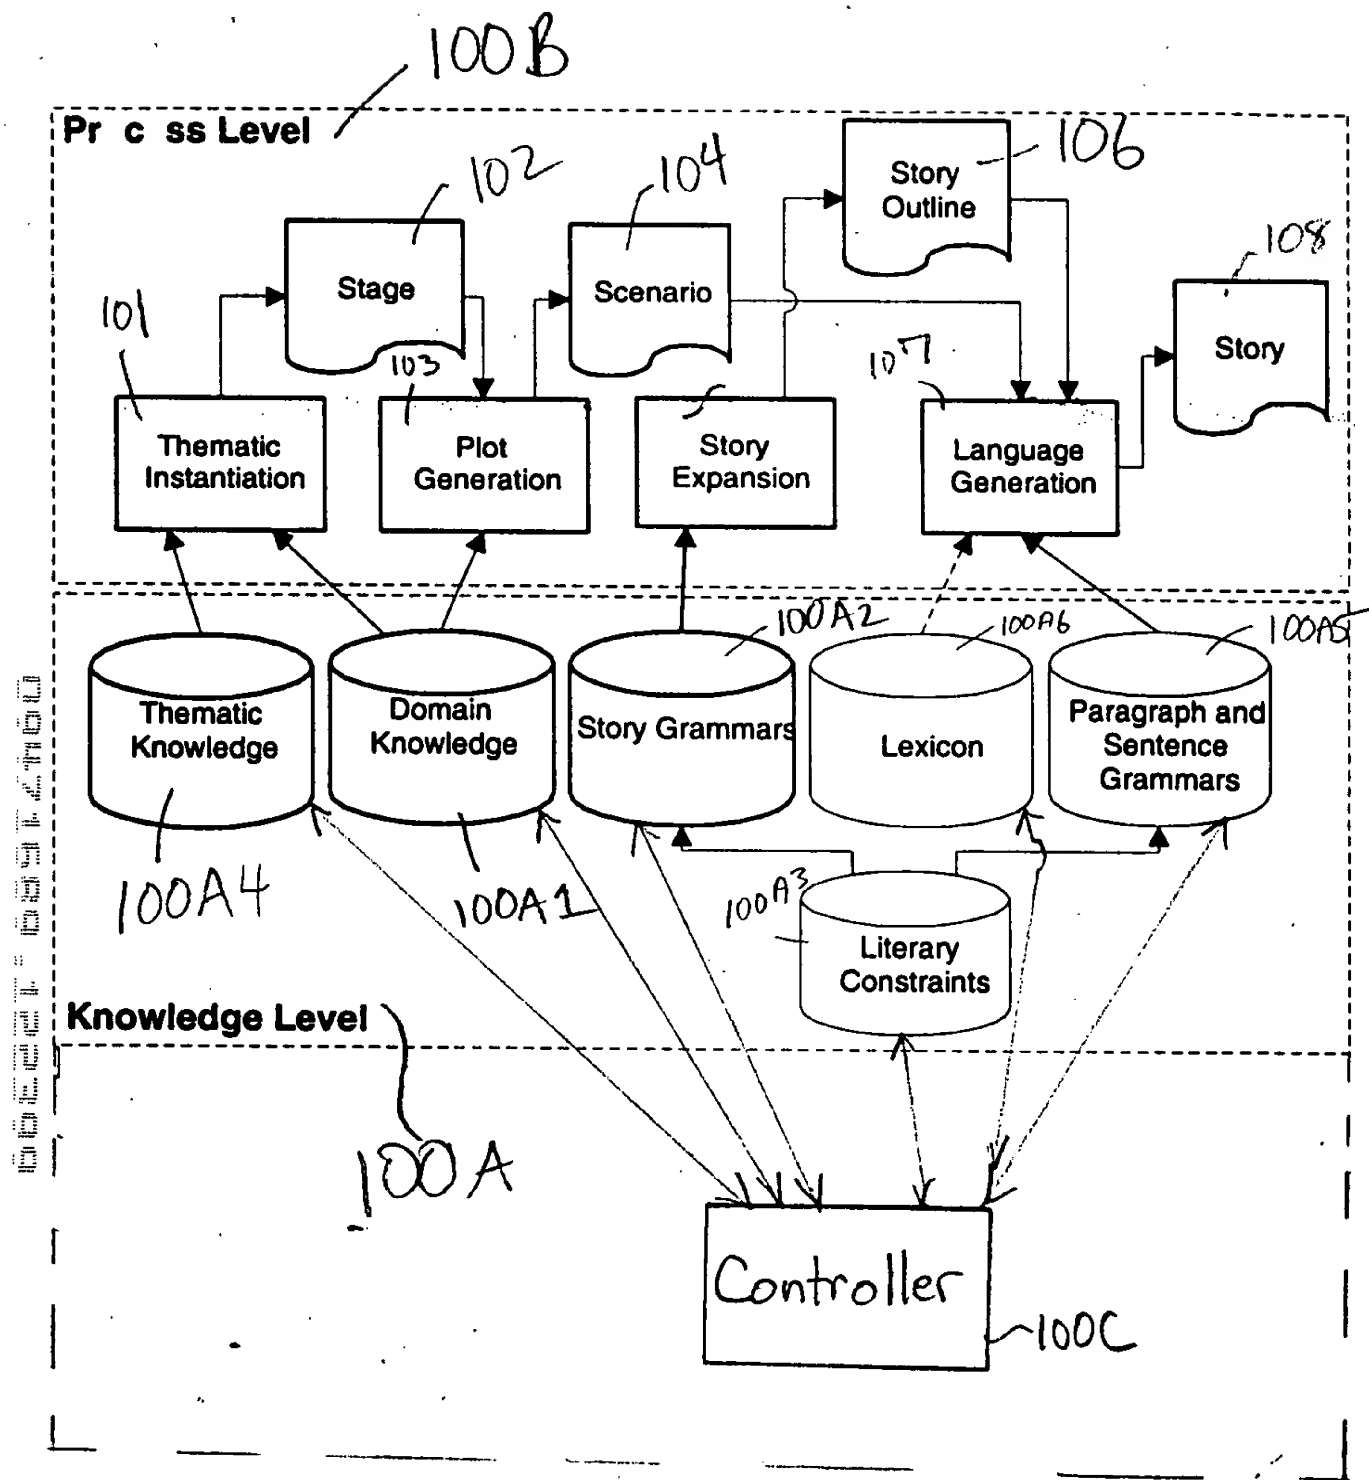 100B
Pr c ss Level
102
104
106
Story
Outline
108
Stage
Scenario
101
103
107
Story
Thematic
Instantiation
Plot
Generation
Story
Expansion
Language
Generation
100A2
100A6
100A5
Thematic
Knowledge
Domain
Knowledge
Story Grammars
Lexicon
Paragraph and
Sentence
Grammars
100A4
100A1
100A3
Literary
Constraints
Knowledge Level
100A
Controller
100C